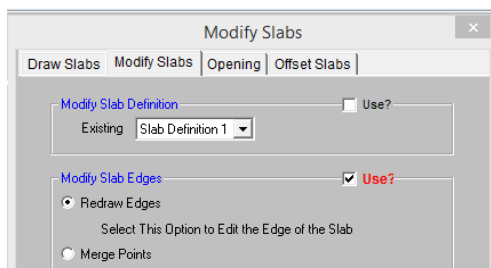 Modify Slabs
Draw Slabs Modify Slabs Opening Offset Slabs
Modify Slab Definition Use?
Existing Slab Definition 1
Modify Slab Edges Use?
Redraw Edges
Select This Option to Edit the Edge of the Slab
Merge Points